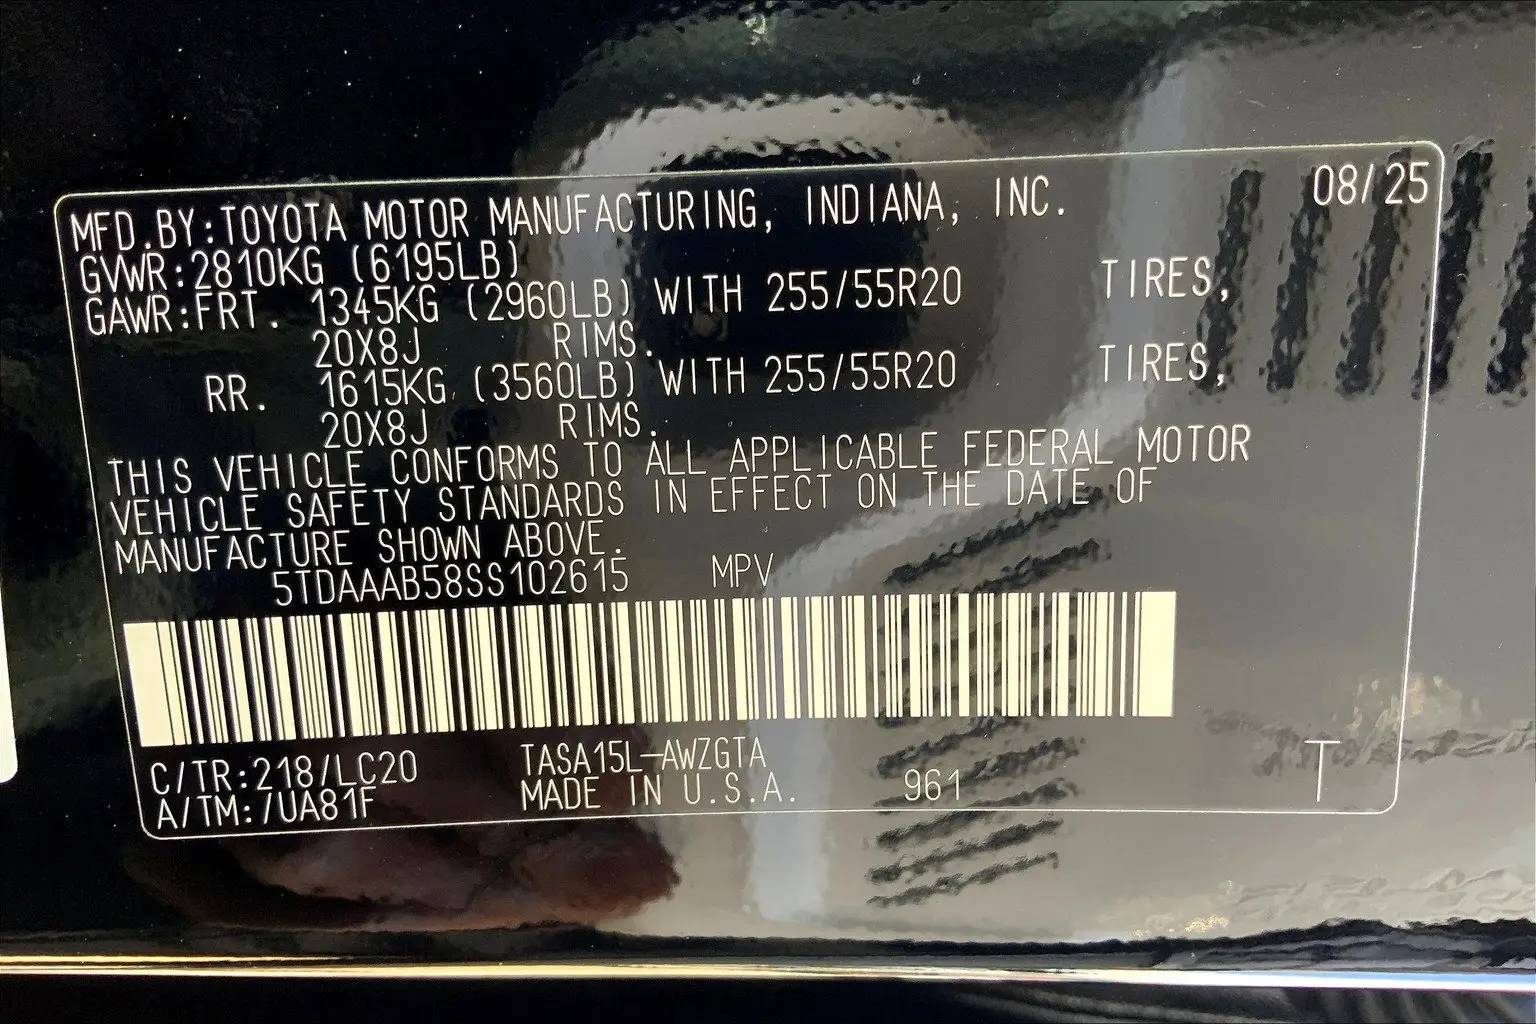 MFD.BY:TOYOTA MOTOR MANUFACTURING, INDIANA, INC. 08/25
GVWR:2810KG (6195LB)
GAWR:FRT. 1345KG (2960LB) WITH 255/55R20 TIRES,
20X8J RIMS.
RR. 1615KG (3560LB) WITH 255/55R20 TIRES,
20X8J RIMS.
THIS VEHICLE CONFORMS TO ALL APPLICABLE FEDERAL MOTOR
VEHICLE SAFETY STANDARDS IN EFFECT ON THE DATE OF
MANUFACTURE SHOWN ABOVE.
5TDAAAB58SS102615 MPV
C/TR:218/LC20 TASA15L-AWZGTA
A/TM:/UA81F MADE IN U.S.A. 961 T